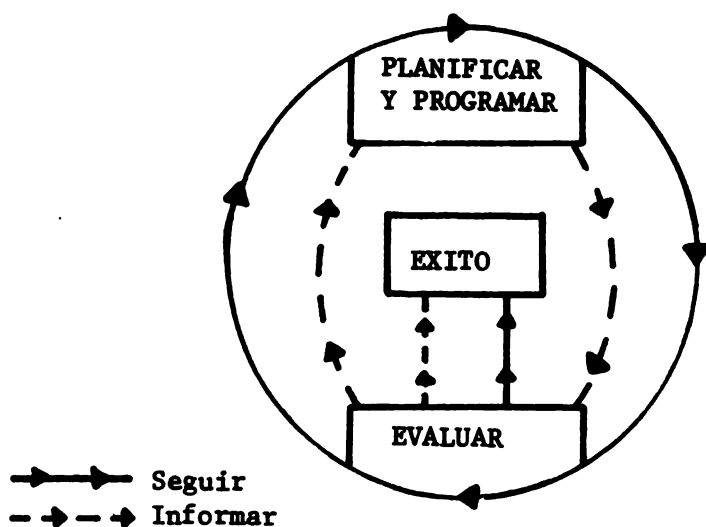 PLANIFICAR
Y PROGRAMAR
EXITO
EVALUAR
Seguir
Informar